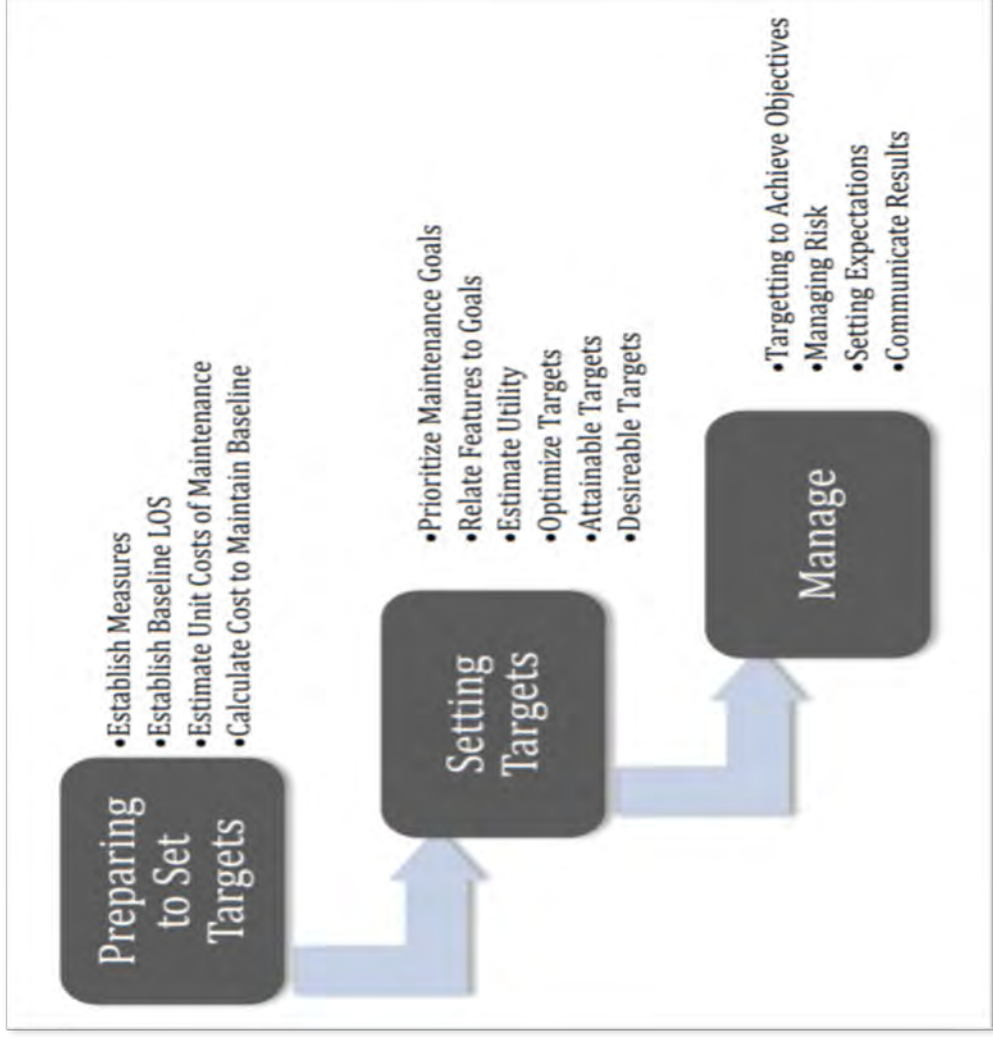 Preparing
to Set
Targets
•Establish Measures
•Establish Baseline LOS
•Estimate Unit Costs of Maintenance
•Calculate Cost to Maintain Baseline
Setting
Targets
•Prioritize Maintenance Goals
•Relate Features to Goals
•Estimate Utility
•Optimize Targets
•Attainable Targets
•Desireable Targets
Manage
•Targetting to Achieve Objectives
•Managing Risk
•Setting Expectations
•Communicate Results